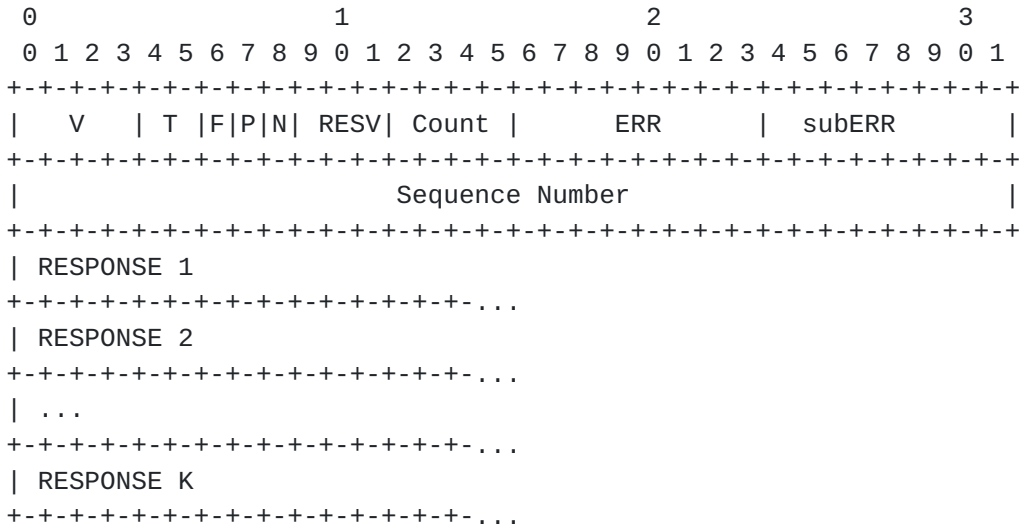 0                   1                   2                   3
 0 1 2 3 4 5 6 7 8 9 0 1 2 3 4 5 6 7 8 9 0 1 2 3 4 5 6 7 8 9 0 1
+-+-+-+-+-+-+-+-+-+-+-+-+-+-+-+-+-+-+-+-+-+-+-+-+-+-+-+-+-+-+-+-+
|   V   | T |F|P|N| RESV| Count |      ERR      |  subERR       |
+-+-+-+-+-+-+-+-+-+-+-+-+-+-+-+-+-+-+-+-+-+-+-+-+-+-+-+-+-+-+-+-+
|                        Sequence Number                        |
+-+-+-+-+-+-+-+-+-+-+-+-+-+-+-+-+-+-+-+-+-+-+-+-+-+-+-+-+-+-+-+-+
| RESPONSE 1
+-+-+-+-+-+-+-+-+-+-+-+-+-+-+-...
| RESPONSE 2
+-+-+-+-+-+-+-+-+-+-+-+-+-+-+-...
| ...
+-+-+-+-+-+-+-+-+-+-+-+-+-+-+-...
| RESPONSE K
+-+-+-+-+-+-+-+-+-+-+-+-+-+-+-...